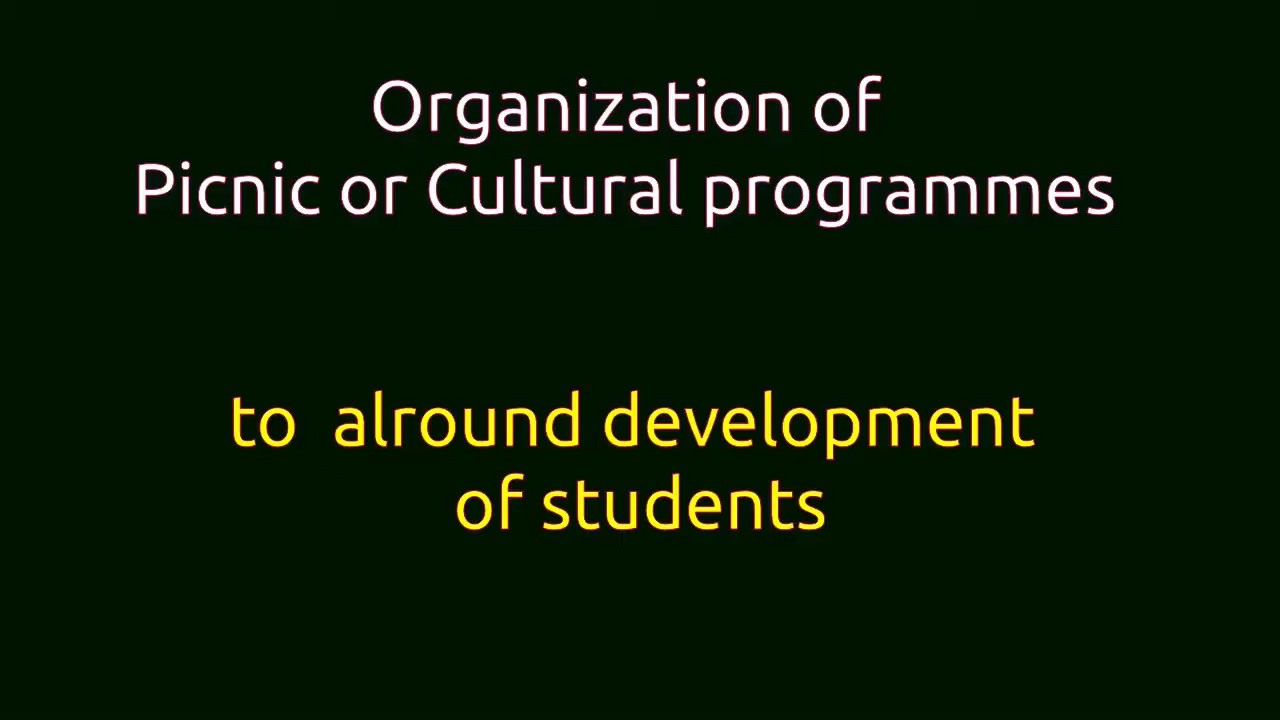 Organization of
Picnic or Cultural programmes
to alround development
of students